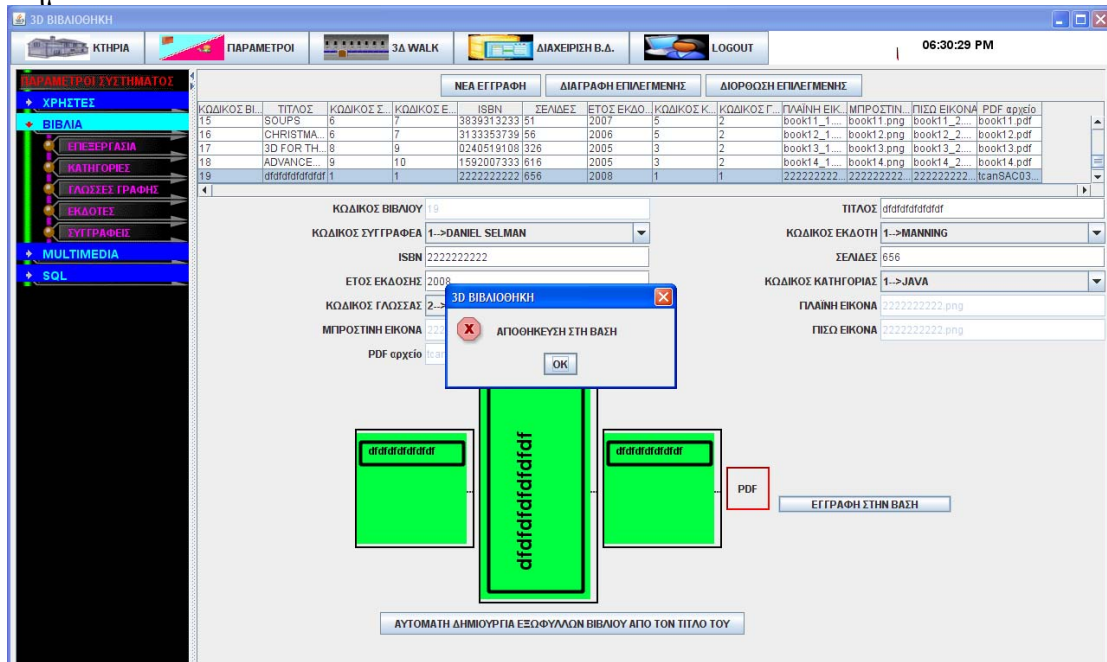 3D ΒΙΒΛΙΟΘΗΚΗ
ΚΤΗΡΙΑ ΠΑΡΑΜΕΤΡΟΙ 3Δ WALK ΔΙΑΧΕΙΡΙΣΗ Β.Δ. LOGOUT 06:30:29 PM
ΠΑΡΑΜΕΤΡΟΙ ΣΥΣΤΗΜΑΤΟΣ
ΧΡΗΣΤΕΣ
ΒΙΒΛΙΑ
ΕΠΕΞΕΡΓΑΣΙΑ
ΚΑΤΗΓΟΡΙΕΣ
ΓΛΩΣΣΕΣ ΓΡΑΦΗΣ
ΕΚΔΟΤΕΣ
ΣΥΓΓΡΑΦΕΙΣ
MULTIMEDIA
SQL
ΝΕΑ ΕΓΓΡΑΦΗ ΔΙΑΓΡΑΦΗ ΕΠΙΛΕΓΜΕΝΗΣ ΔΙΟΡΘΩΣΗ ΕΠΙΛΕΓΜΕΝΗΣ
ΚΩΔΙΚΟΣ ΒΙ... ΤΙΤΛΟΣ ΚΩΔΙΚΟΣ Σ... ΚΩΔΙΚΟΣ Ε... ISBN ΣΕΛΙΔΕΣ ΕΤΟΣ ΕΚΔΟ... ΚΩΔΙΚΟΣ Κ... ΚΩΔΙΚΟΣ Γ... ΠΛΑΪΝΗ ΕΙΚ... ΜΠΡΟΣΤΙΝ... ΠΙΣΩ ΕΙΚΟΝΑ PDF αρχείο
15 SOUPS 6 7 3839313233 51 2007 5 2 book11_1.... book11.png book11_2.... book11.pdf
16 CHRISTMA... 6 7 3133353739 56 2006 5 2 book12_1.... book12.png book12_2.... book12.pdf
17 3D FOR TH... 8 9 0240519108 326 2005 3 2 book13_1.... book13.png book13_2.... book13.pdf
18 ADVANCE... 9 10 1592007333 616 2005 3 2 book14_1.... book14.png book14_2.... book14.pdf
19 dfdfdfdfdfdf 1 1 2222222222 656 2008 1 1 222222222... 222222222... 222222222... tcanSAC03...
ΚΩΔΙΚΟΣ ΒΙΒΛΙΟΥ 19 ΤΙΤΛΟΣ dfdfdfdfdfdf
ΚΩΔΙΚΟΣ ΣΥΓΓΡΑΦΕΑ 1-->DANIEL SELMAN ΚΩΔΙΚΟΣ ΕΚΔΟΤΗ 1-->MANNING
ISBN 2222222222 ΣΕΛΙΔΕΣ 656
ΕΤΟΣ ΕΚΔΟΣΗΣ 2008 ΚΩΔΙΚΟΣ ΚΑΤΗΓΟΡΙΑΣ 1-->JAVA
ΚΩΔΙΚΟΣ ΓΛΩΣΣΑΣ 2--> ΠΛΑΪΝΗ ΕΙΚΟΝΑ 2222222222.png
ΜΠΡΟΣΤΙΝΗ ΕΙΚΟΝΑ 222 ΠΙΣΩ ΕΙΚΟΝΑ 2222222222.png
PDF αρχείο tcan
3D ΒΙΒΛΙΟΘΗΚΗ
ΑΠΟΘΗΚΕΥΣΗ ΣΤΗ ΒΑΣΗ
OK
dfdfdfdfdfdf
dfdfdfdfdfdf
dfdfdfdfdfdf
PDF
ΕΓΓΡΑΦΗ ΣΤΗΝ ΒΑΣΗ
ΑΥΤΟΜΑΤΗ ΔΗΜΙΟΥΡΓΙΑ ΕΞΩΦΥΛΛΩΝ ΒΙΒΛΙΟΥ ΑΠΟ ΤΟΝ ΤΙΤΛΟ ΤΟΥ